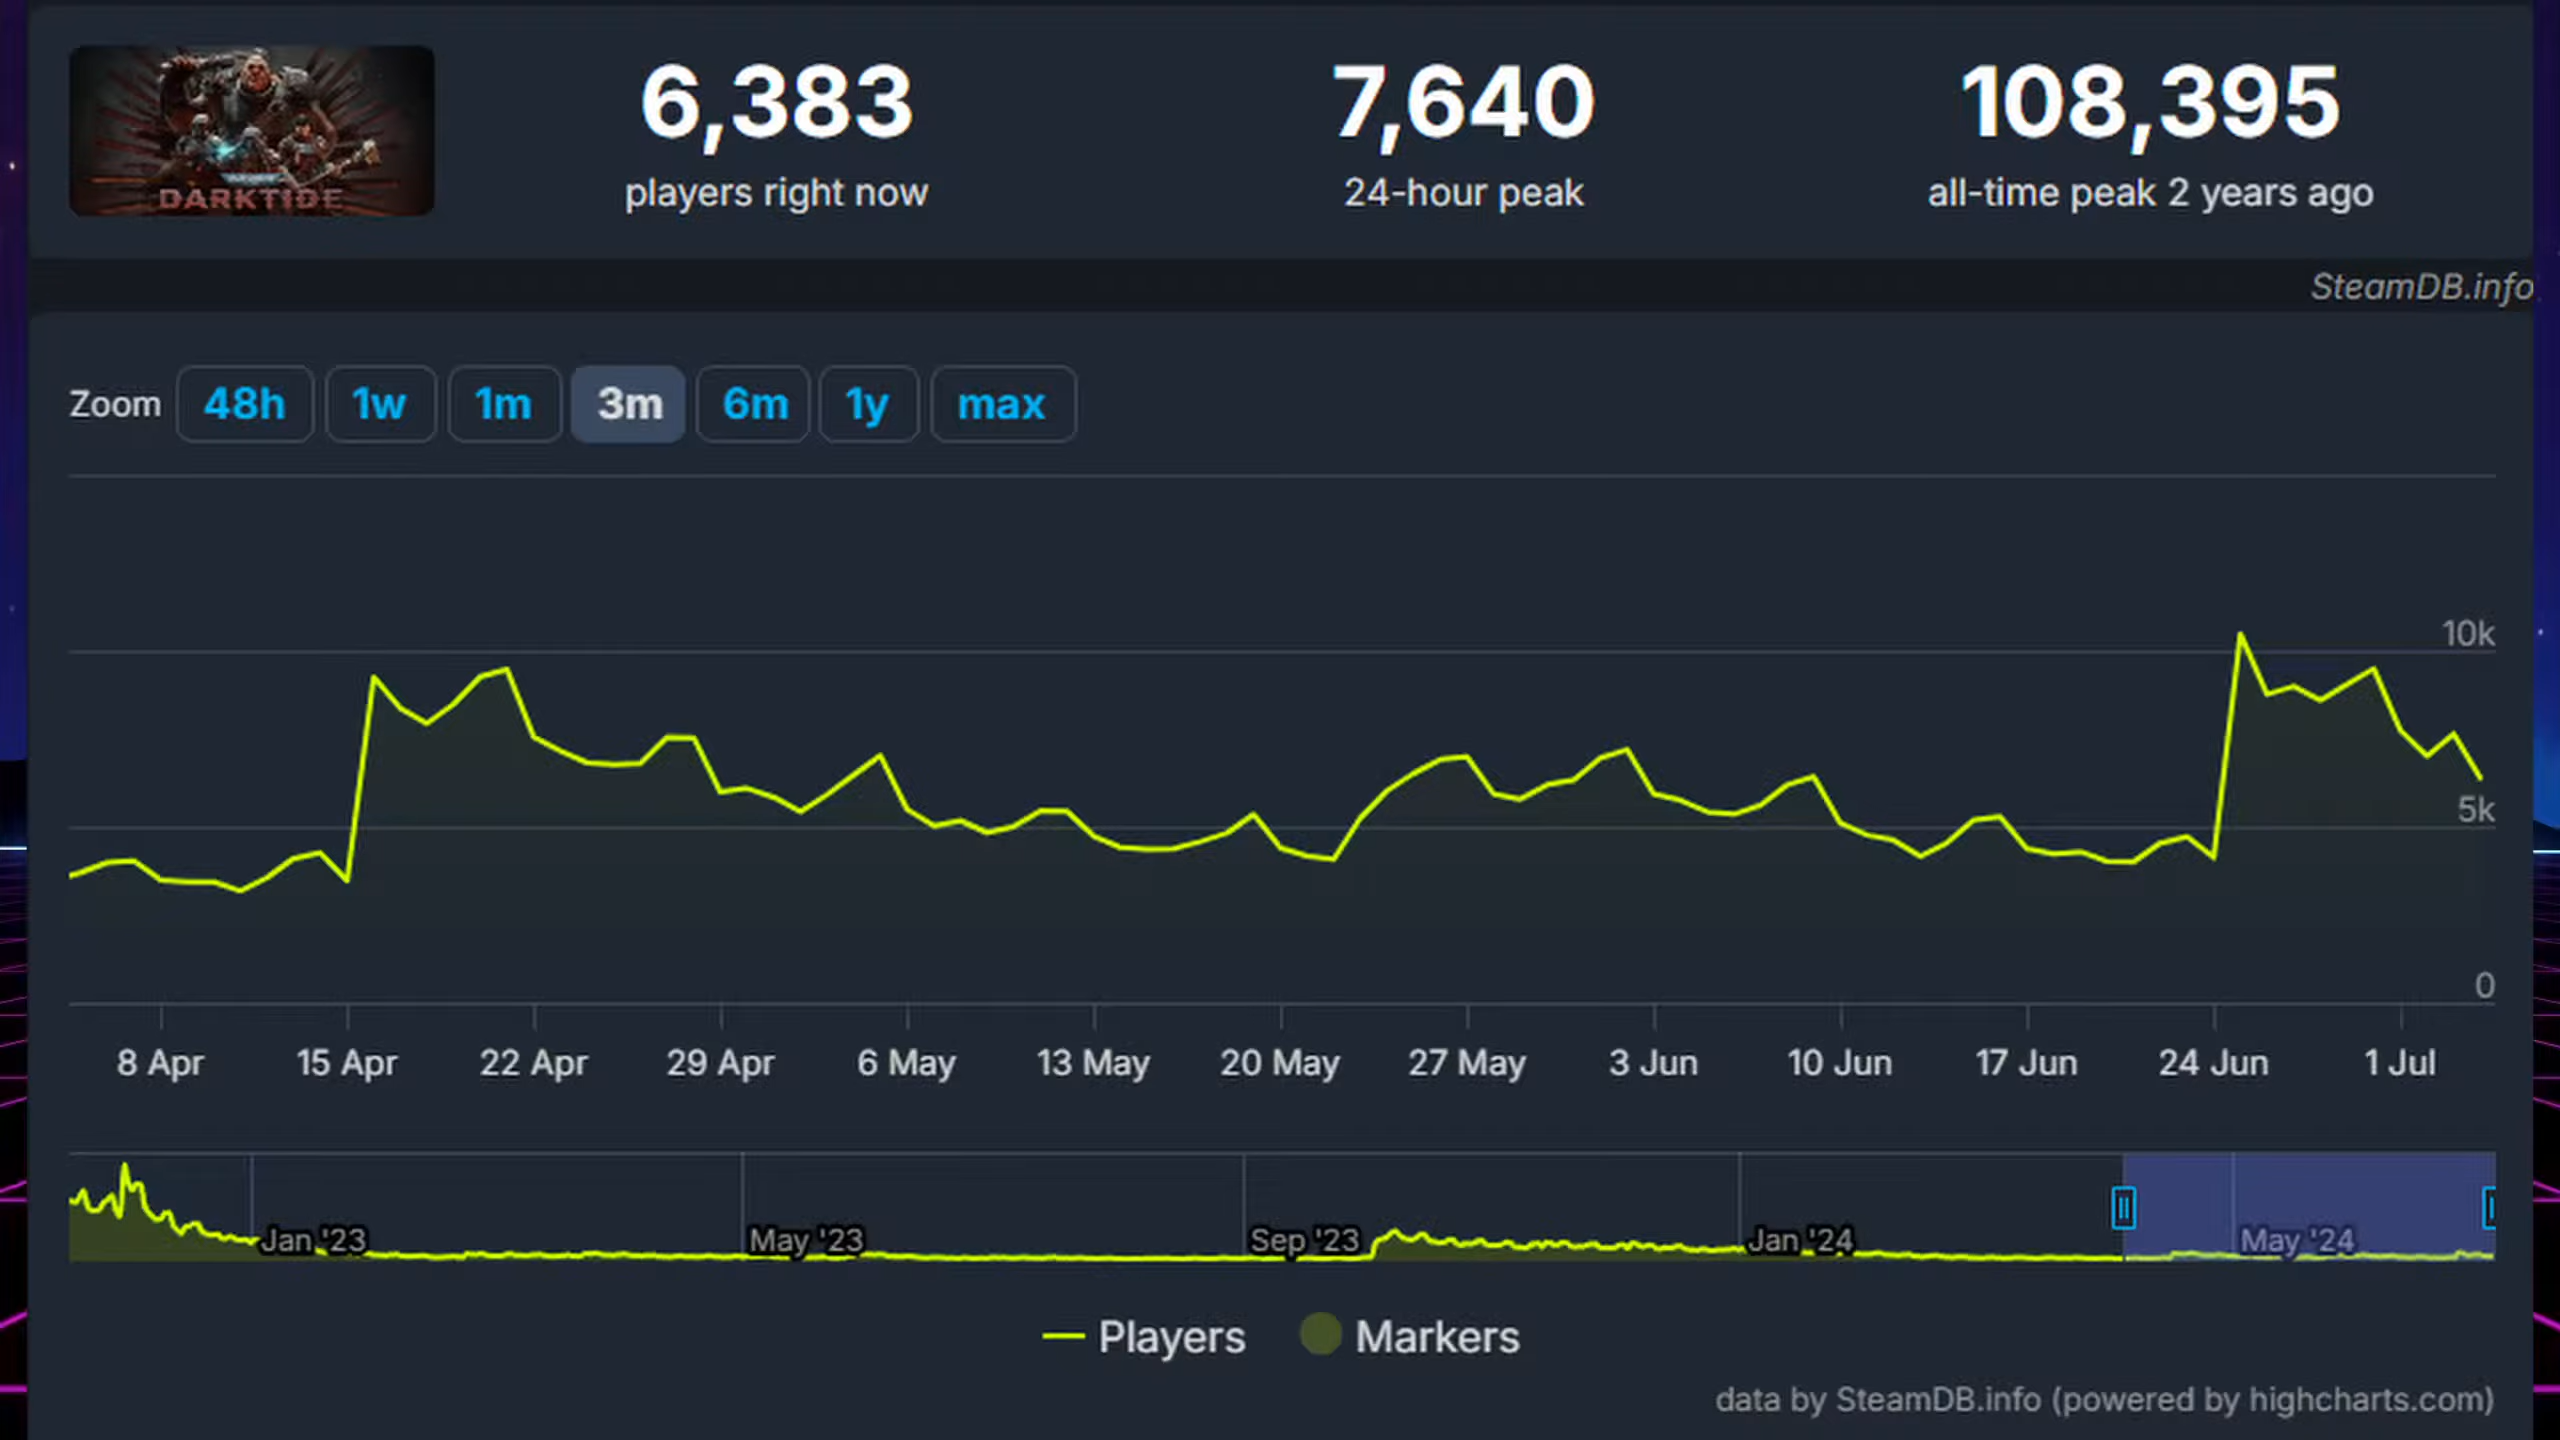 DARKTIDE
6,383
players right now
7,640
24-hour peak
108,395
all-time peak 2 years ago
SteamDB.info
Zoom 48h 1w 1m 3m 6m 1y max
10k
5k
0
8 Apr 15 Apr 22 Apr 29 Apr 6 May 13 May 20 May 27 May 3 Jun 10 Jun 17 Jun 24 Jun 1 Jul
Jan '23 May '23 Sep '23 Jan '24 May '24
Players Markers
data by SteamDB.info (powered by highcharts.com)